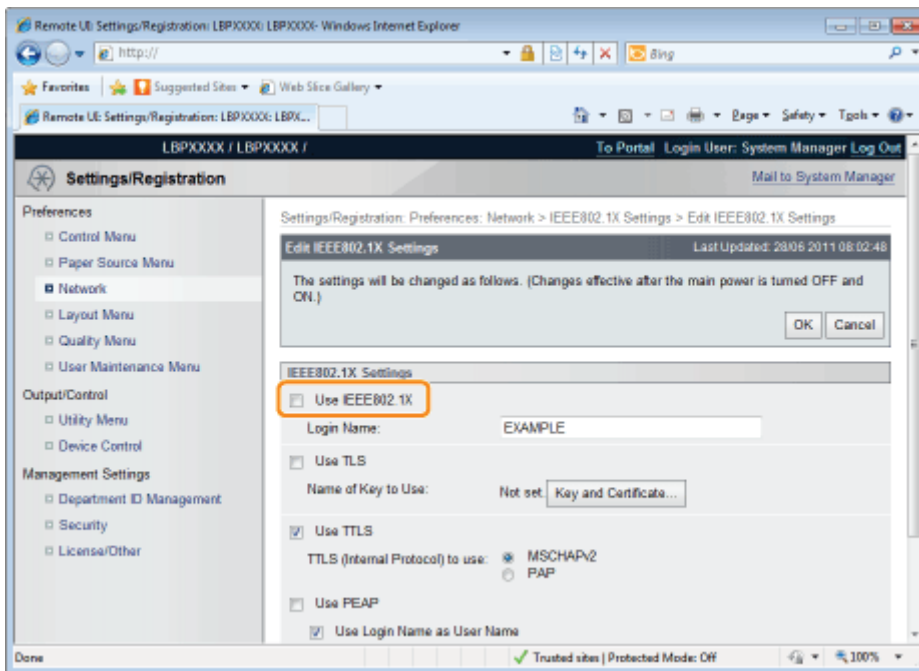 Remote UI: Settings/Registration: LBPXXXX: LBPXXXX- Windows Internet Explorer
http://
Bing
Favorites Suggested Sites Web Slice Gallery
Remote UI: Settings/Registration: LBPXXXX: LBPX...
Page Safety Tools
LBPXXXX / LBPXXXX /
To Portal Login User: System Manager Log Out
Settings/Registration
Mail to System Manager
Preferences
Control Menu
Paper Source Menu
Network
Layout Menu
Quality Menu
User Maintenance Menu
Output/Control
Utility Menu
Device Control
Management Settings
Department ID Management
Security
License/Other
Settings/Registration: Preferences: Network > IEEE802.1X Settings > Edit IEEE802.1X Settings
Edit IEEE802.1X Settings Last Updated: 28/06 2011 08:02:48
The settings will be changed as follows. (Changes effective after the main power is turned OFF and
ON.)
OK Cancel
IEEE802.1X Settings
Use IEEE802.1X
Login Name: EXAMPLE
Use TLS
Name of Key to Use: Not set. Key and Certificate...
Use TTLS
TTLS (Internal Protocol) to use: MSCHAPv2
PAP
Use PEAP
Use Login Name as User Name
Done Trusted sites | Protected Mode: Off 100%